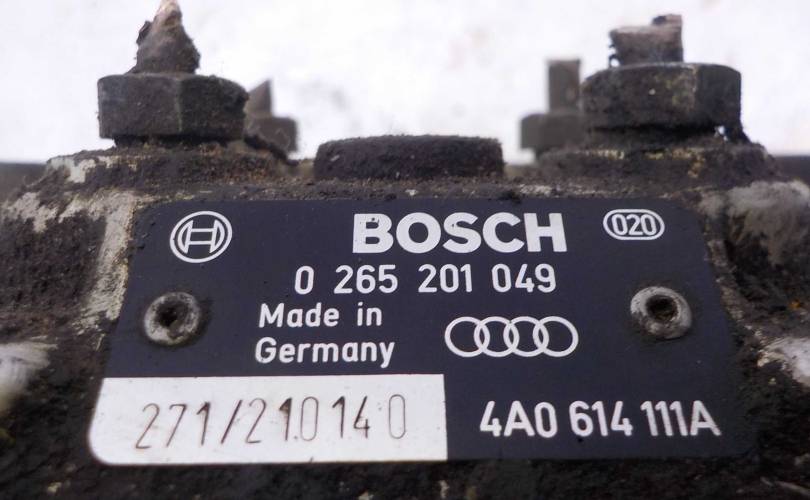 BOSCH 020
0 265 201 049
Made in
Germany
271/210140 4A0 614 111A